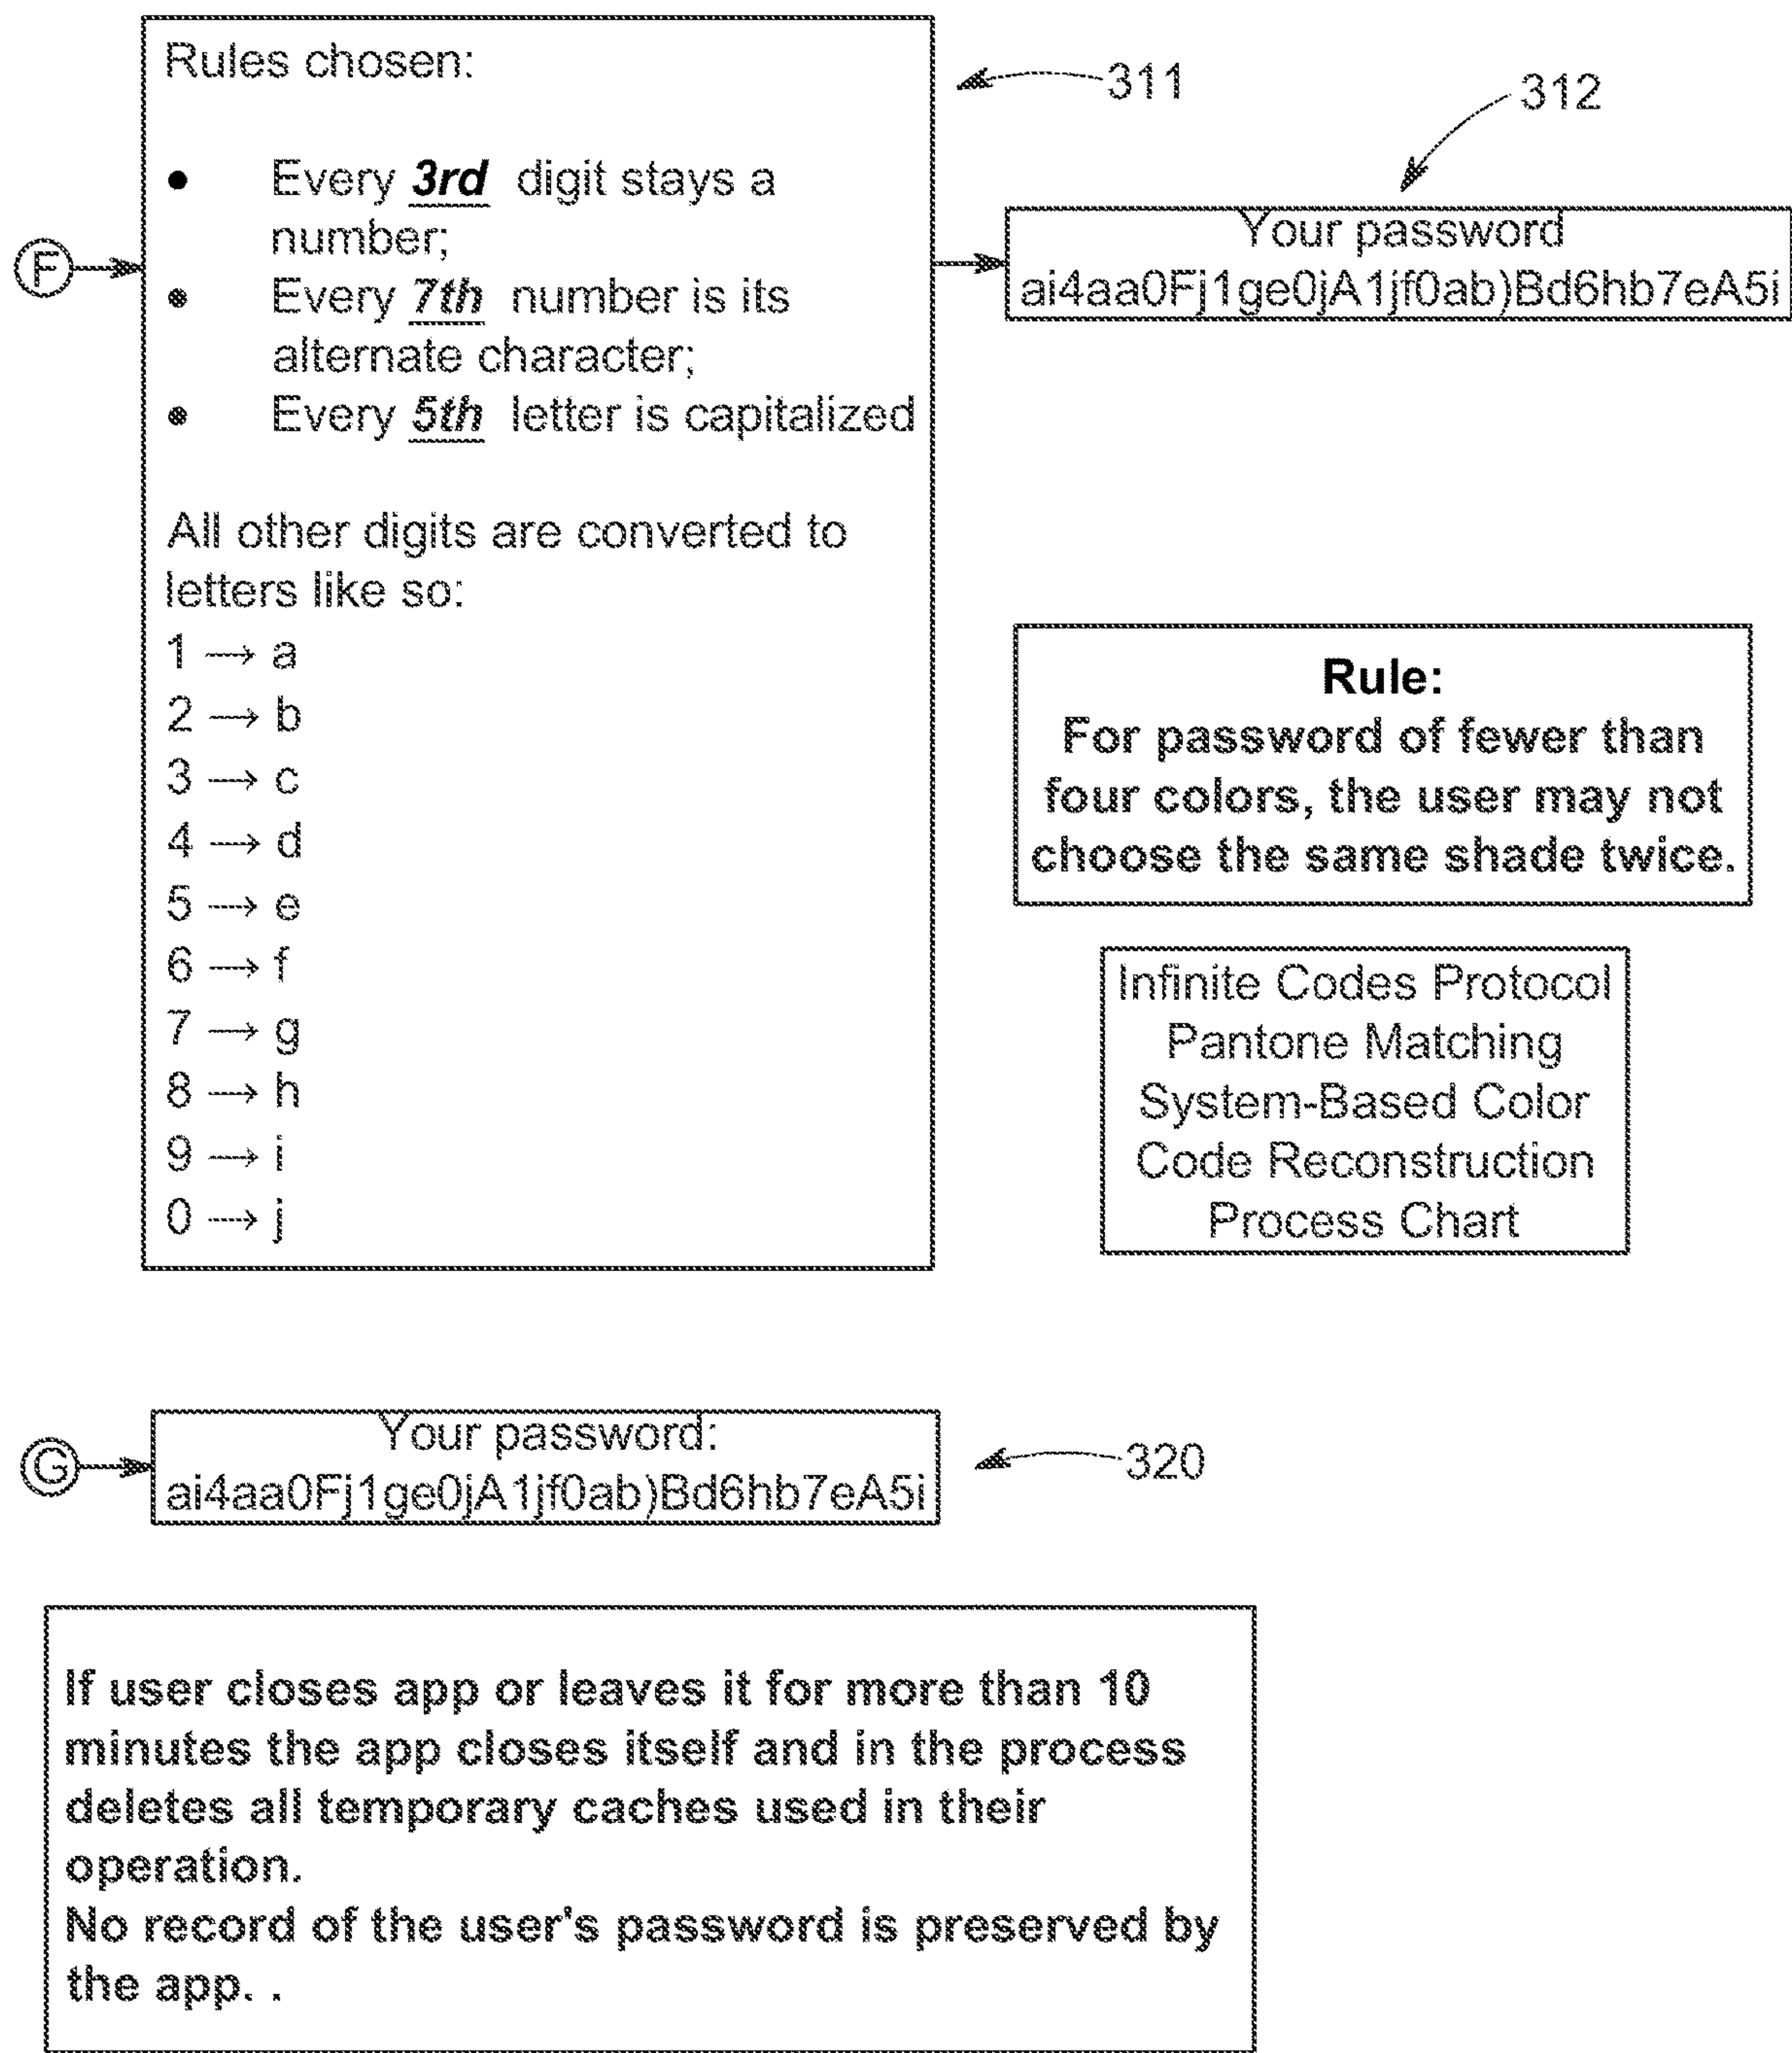 Rules chosen:
• Every 3rd digit stays a
number;
• Every 7th number is its
alternate character;
• Every 5th letter is capitalized
All other digits are converted to
letters like so:
1 → a
2 → b
3 → c
4 → d
5 → e
6 → f
7 → g
8 → h
9 → i
0 → j
311
312
F
Your password
ai4aa0Fj1ge0jA1jf0ab)Bd6hb7eA5i
Rule:
For password of fewer than
four colors, the user may not
choose the same shade twice.
Infinite Codes Protocol
Pantone Matching
System-Based Color
Code Reconstruction
Process Chart
G
Your password:
ai4aa0Fj1ge0jA1jf0ab)Bd6hb7eA5i
320
If user closes app or leaves it for more than 10
minutes the app closes itself and in the process
deletes all temporary caches used in their
operation.
No record of the user's password is preserved by
the app. .